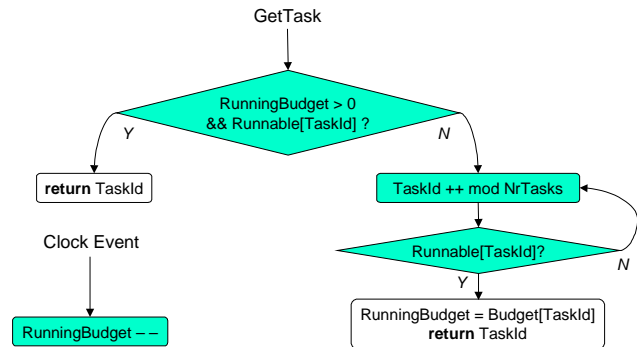 GetTask
RunningBudget > 0
&& Runnable[TaskId] ?
Y
N
return TaskId
TaskId ++ mod NrTasks
Clock Event
Runnable[TaskId]?
N
Y
RunningBudget – –
RunningBudget = Budget[TaskId]
return TaskId